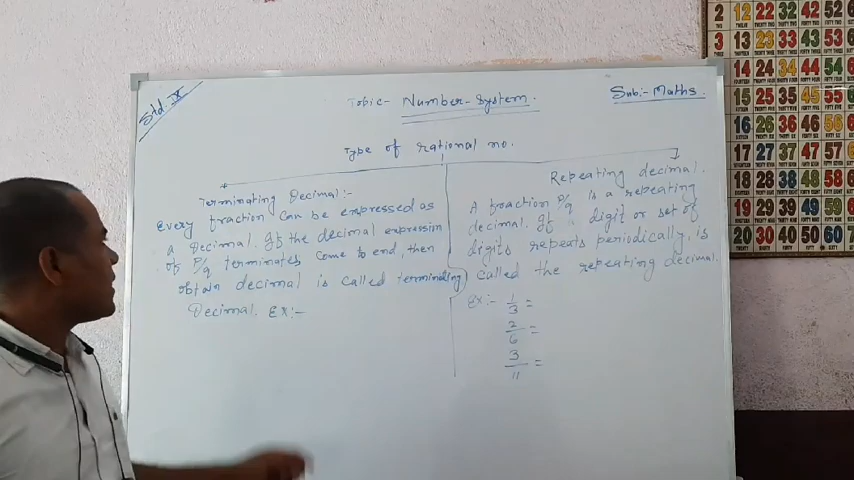 Std-IX
Topic- Number-System.
Sub:- Maths
Type of rational no.
Terminating Decimal:-
Every fraction can be expressed as
a Decimal. If the decimal expression
of P/q terminates come to end, then
obtain decimal is called terminating
Decimal. Ex:-
Repeating decimal.
A fraction P/q is a repeating
decimal. If a digit or set of
digits repeats periodically, is
called the repeating decimal.
Ex:- 1/3 =
2/6 =
3/11 =